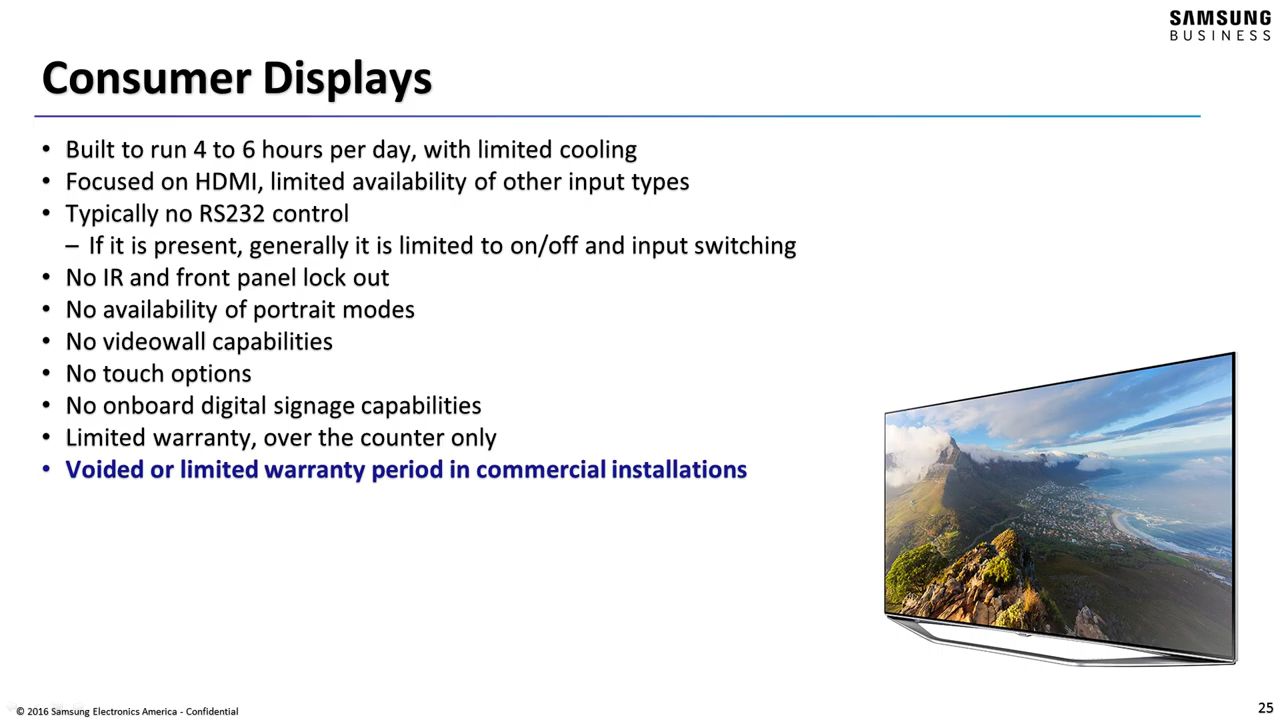 SAMSUNG
BUSINESS
Consumer Displays
• Built to run 4 to 6 hours per day, with limited cooling
• Focused on HDMI, limited availability of other input types
• Typically no RS232 control
– If it is present, generally it is limited to on/off and input switching
• No IR and front panel lock out
• No availability of portrait modes
• No videowall capabilities
• No touch options
• No onboard digital signage capabilities
• Limited warranty, over the counter only
• Voided or limited warranty period in commercial installations
© 2016 Samsung Electronics America - Confidential
25